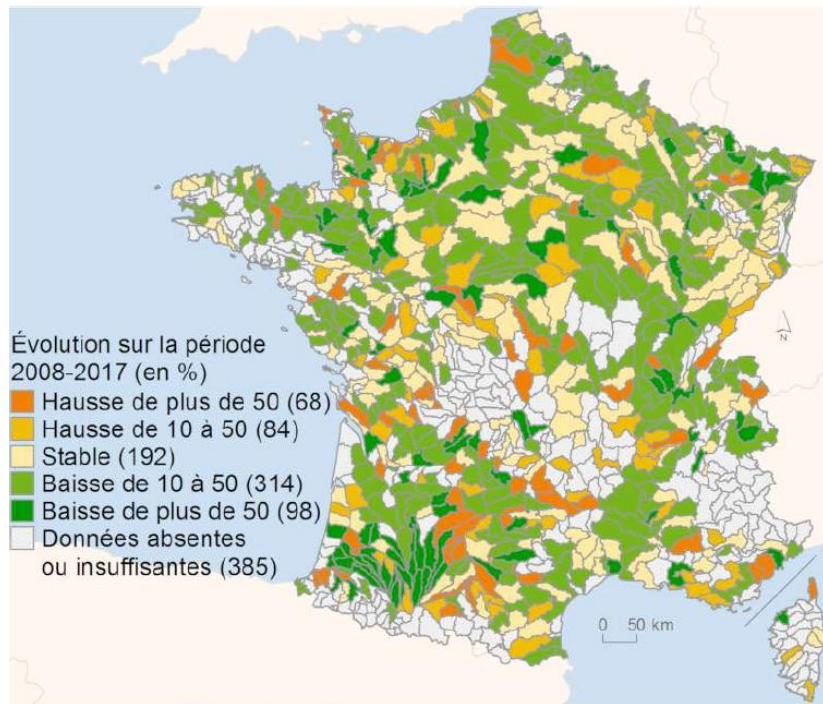 N
Évolution sur la période
2008-2017 (en %)
Hausse de plus de 50 (68)
Hausse de 10 à 50 (84)
Stable (192)
Baisse de 10 à 50 (314)
Baisse de plus de 50 (98)
Données absentes
ou insuffisantes (385)
0 50 km